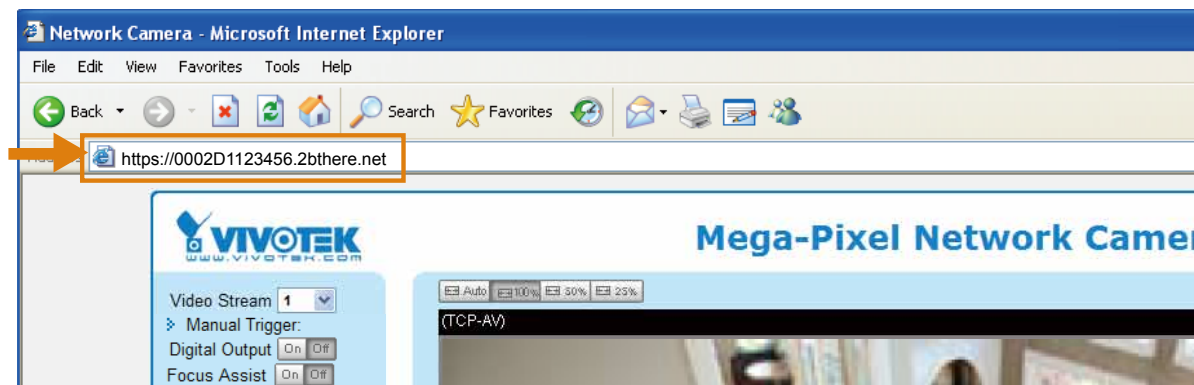 Network Camera - Microsoft Internet Explorer
File Edit View Favorites Tools Help
Back Search Favorites
https://0002D1123456.2bthere.net
VIVOTEK
www.vivotek.com
Mega-Pixel Network Camer
Video Stream 1
Auto 100% 50% 25%
Manual Trigger:
(TCP-AV)
Digital Output On Off
Focus Assist On Off